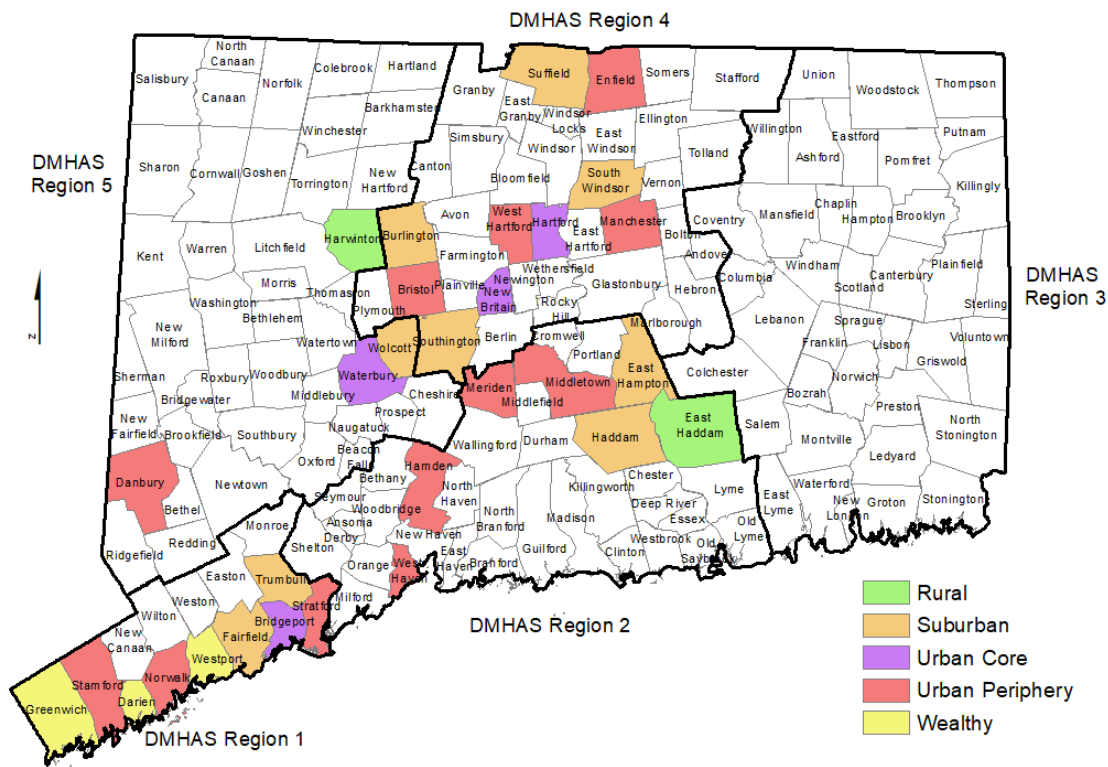 DMHAS Region 4
North
Canaan
Colebrook
Hartland
Salisbury
Norfolk
Canaan
Suffield
Enfield
Somers
Stafford
Union
Thompson
Woodstock
Granby
East
Granby
Windsor
Locks
Barkhamsted
Ellington
Winchester
Simsbury
East
Windsor
Windsor
Willington
Eastford
Putnam
DMHAS
Region 5
Sharon
Cornwall
Goshen
New
Hartford
Canton
Tolland
Ashford
Pomfret
Torrington
Bloomfield
South
Windsor
Vernon
Killingly
Chaplin
Harwinton
Burlington
Avon
West
Hartford
Hartford
Manchester
Coventry
Mansfield
Hampton
Brooklyn
East
Hartford
Bolton
Warren
Litchfield
Farmington
Andover
Kent
Wethersfield
Windham
Plainfield
DMHAS
Region 3
Morris
Bristol
Plainville
Newington
Glastonbury
Columbia
Canterbury
Scotland
Washington
Thomaston
New
Britain
Hebron
Bethlehem
Plymouth
Rocky
Hill
Sterling
N
New
Milford
Marlborough
Lebanon
Sprague
Voluntown
Watertown
Wolcott
Southington
Berlin
Cromwell
Franklin
Lisbon
Portland
Griswold
Sherman
Roxbury
Woodbury
Waterbury
East
Hampton
Colchester
Norwich
Bridgewater
Middlebury
Cheshire
Meriden
Middletown
Middlefield
Bozrah
Preston
New
Fairfield
Brookfield
Southbury
Prospect
Naugatuck
East
Haddam
Salem
North
Stonington
Wallingford
Durham
Haddam
Montville
Oxford
Beacon
Falls
Hamden
Ledyard
Danbury
Newtown
Bethany
North
Haven
Killingworth
Chester
Seymour
Lyme
East
Lyme
Waterford
Bethel
Woodbridge
Deep River
New
London
Groton
Stonington
North
Branford
Madison
Essex
Monroe
Ansonia
Derby
New Haven
Westbrook
Old
Lyme
Redding
Ridgefield
Shelton
East
Haven
Branford
Guilford
Clinton
Old
Saybrook
Orange
West
Haven
Easton
Trumbull
Weston
Milford
Stratford
Wilton
Bridgeport
Fairfield
New
Canaan
Westport
Stamford
Norwalk
Darien
Greenwich
DMHAS Region 2
DMHAS Region 1
Rural
Suburban
Urban Core
Urban Periphery
Wealthy